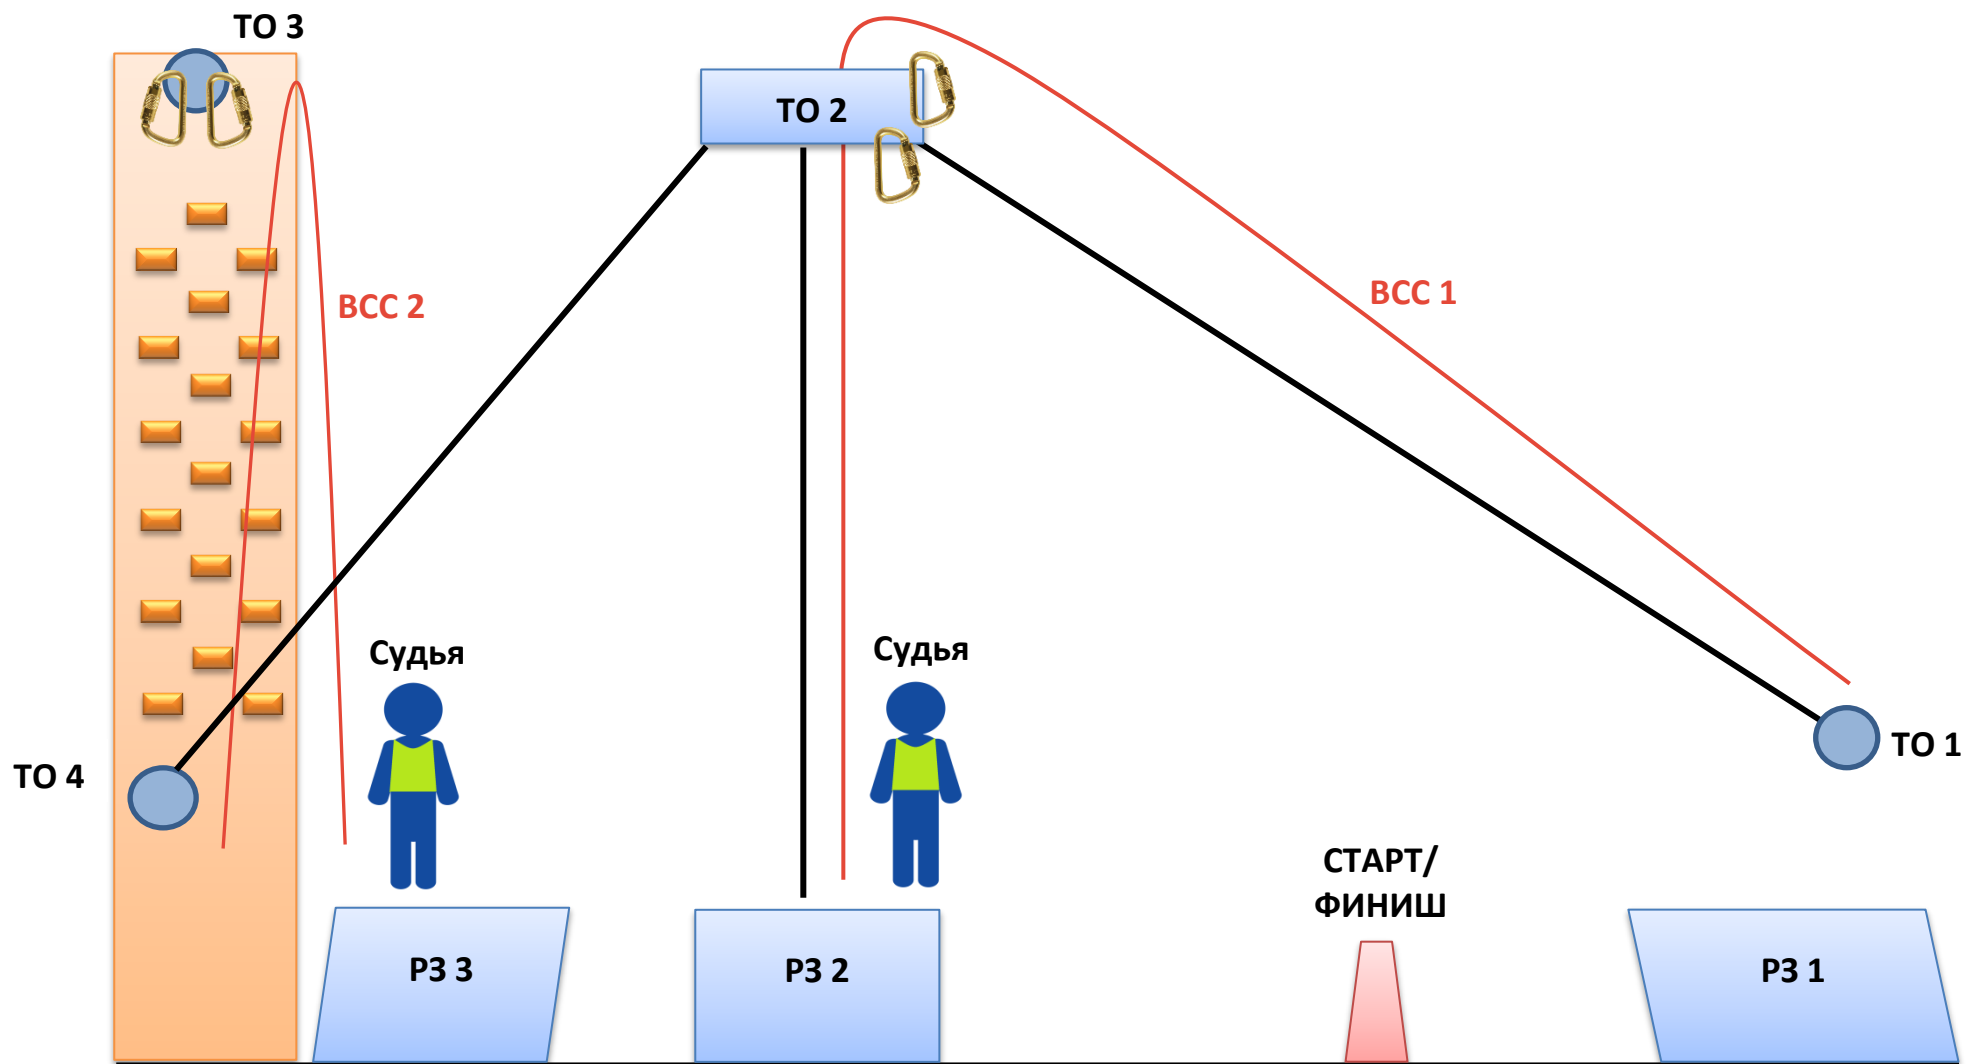 ТО 3
ТО 2
ВСС 2
ВСС 1
Судья
Судья
ТО 4
ТО 1
СТАРТ/
ФИНИШ
РЗ 3
РЗ 2
РЗ 1